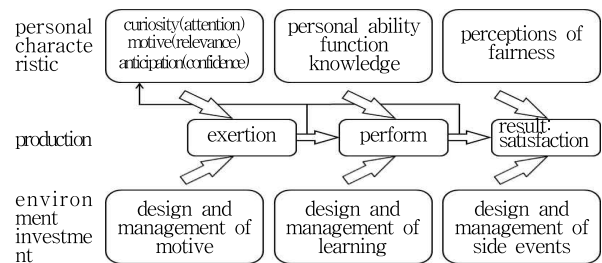 personal
characte
ristic
curiosity(attention)
motive(relevance)
anticipation(confidence)
personal ability
function
knowledge
perceptions of
fairness
production
exertion
perform
result:
satisfaction
environ
ment
investme
nt
design and
management of
motive
design and
management of
learning
design and
management of
side events